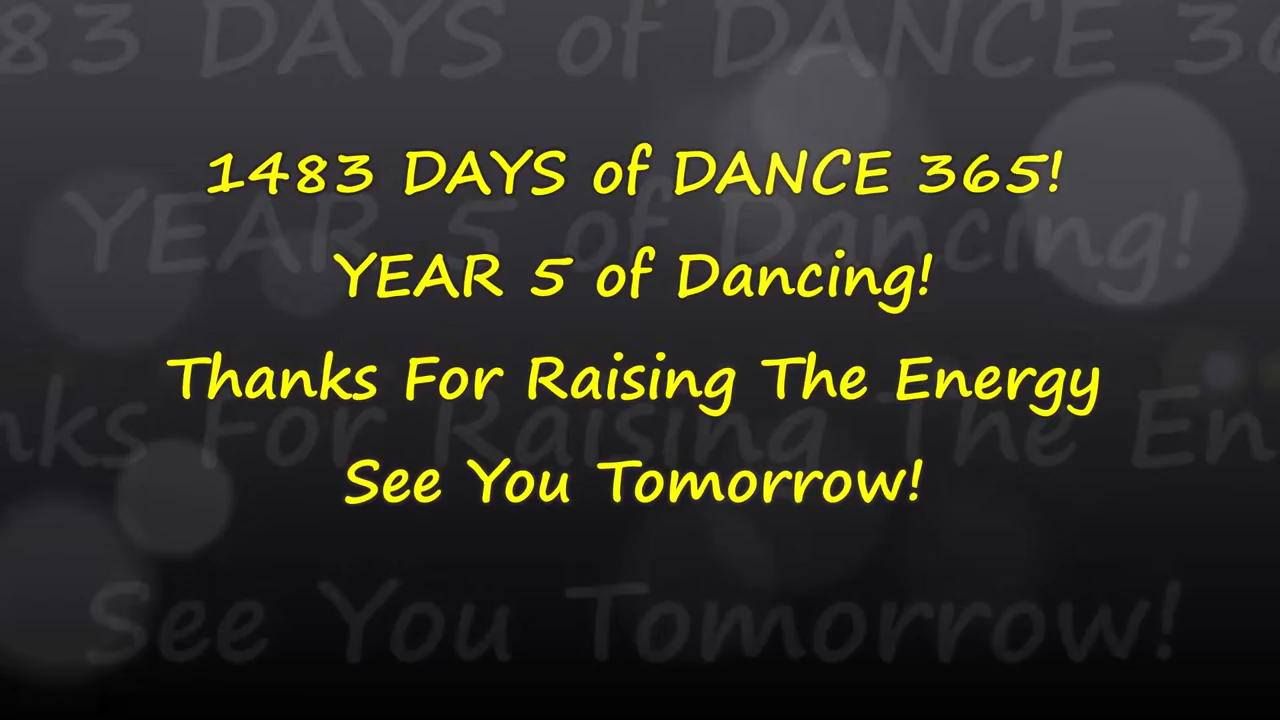 1483 DAYS of DANCE 365!
YEAR 5 of Dancing!
Thanks For Raising The Energy
See You Tomorrow!